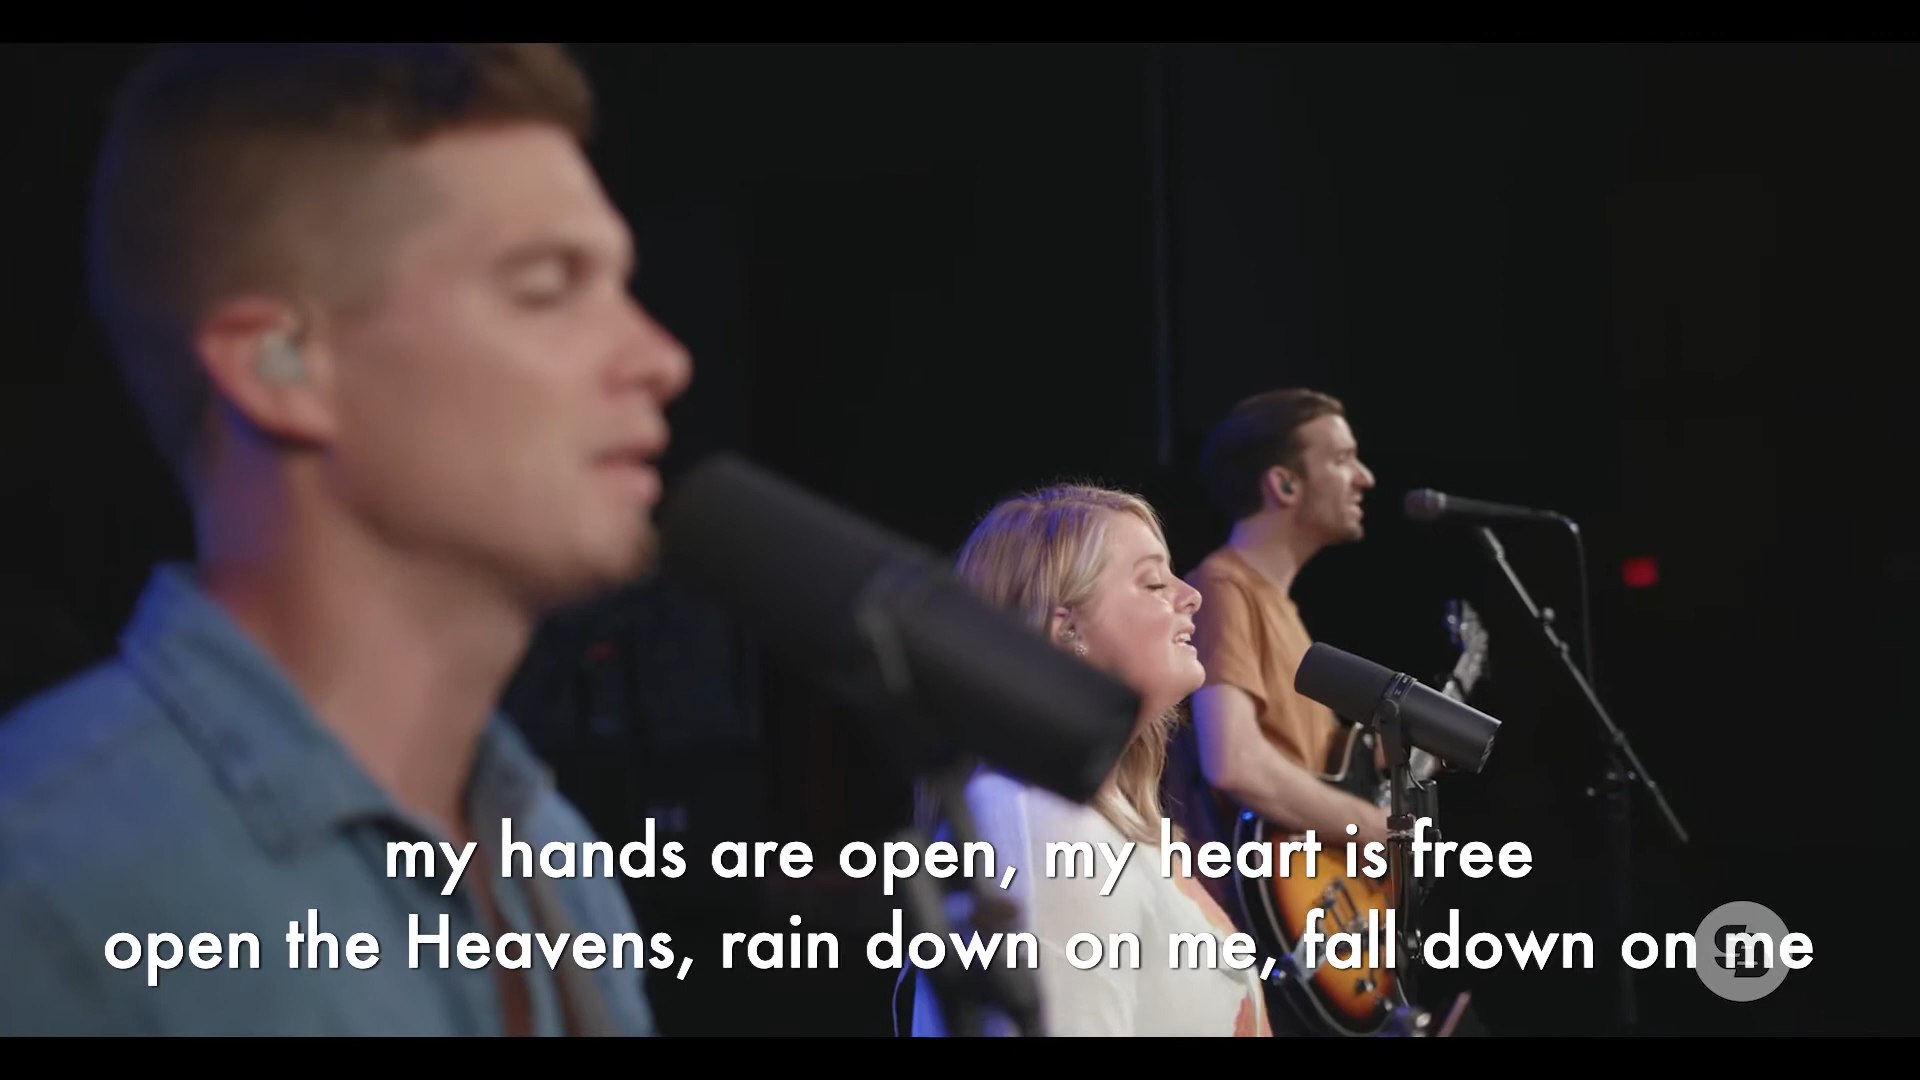 my hands are open, my heart is free
open the Heavens, rain down on me, fall down on me